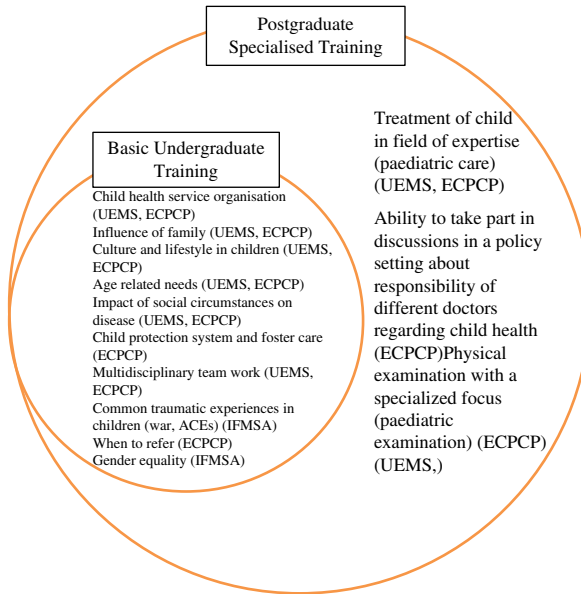 Postgraduate
Specialised Training
Basic Undergraduate
Training
Child health service organisation
(UEMS, ECPCP)
Influence of family (UEMS, ECPCP)
Culture and lifestyle in children (UEMS,
ECPCP)
Age related needs (UEMS, ECPCP)
Impact of social circumstances on
disease (UEMS, ECPCP)
Child protection system and foster care
(ECPCP)
Multidisciplinary team work (UEMS,
ECPCP)
Common traumatic experiences in
children (war, ACEs) (IFMSA)
When to refer (ECPCP)
Gender equality (IFMSA)
Treatment of child
in field of expertise
(paediatric care)
(UEMS, ECPCP)
Ability to take part in
discussions in a policy
setting about
responsibility of
different doctors
regarding child health
(ECPCP)Physical
examination with a
specialized focus
(paediatric
examination) (ECPCP)
(UEMS,)